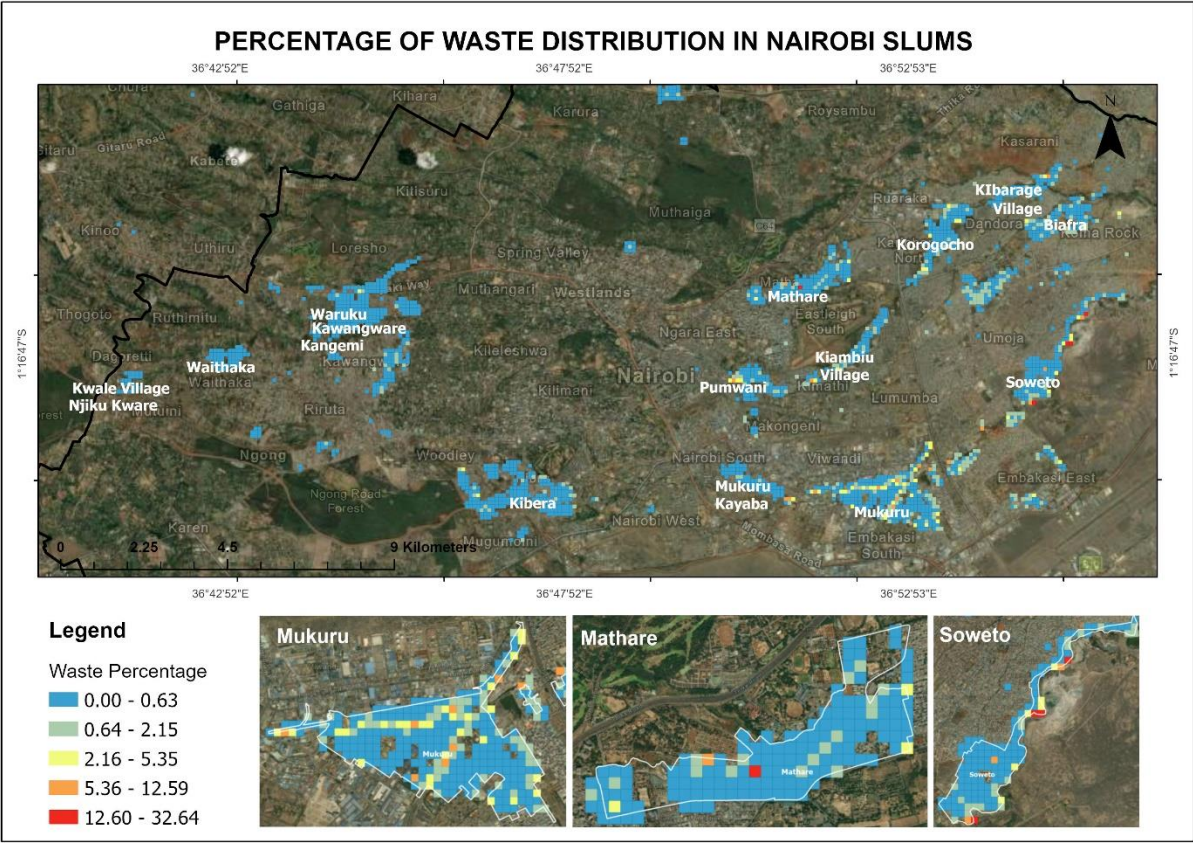 PERCENTAGE OF WASTE DISTRIBUTION IN NAIROBI SLUMS
36°42'52"E 36°47'52"E 36°52'53"E
Kihara
Gathiga
Karura
Roysambu
N
Gitaru Road
Kabate
Kasarani
Kilisuru
Ruaraka
KIbarage
Village
Muthaiga
Dandora
Biafra
Kinoo
Uthiru
Loresho
Spring Valley
Korogocho
Muthangari
Westlands
Mathare
Waruku
Kawangware
Kangemi
Thogoto
Ruthimitu
Ngara East
Eastleigh
South
Umoja
1°16'47"S
1°16'47"S
Dagoretti
Waithaka
Waithaka
Kileleshwa
Kiambiu
Village
Kwale Village
Njiku Kware
Kilimani
Nairobi
Pumwani
Kimathi
Soweto
Riruta
Lumumba
Makongeni
Ngong
Woodley
Nairobi South
Viwandi
Embakasi East
Ngong Road
Forest
Kibera
Mukuru
Kayaba
Mukuru
Karen
Nairobi West
Mombasa Road
Embakasi
South
0 2.25 4.5 9 Kilometers
36°42'52"E 36°47'52"E 36°52'53"E
Legend
Waste Percentage
0.00 - 0.63
0.64 - 2.15
2.16 - 5.35
5.36 - 12.59
12.60 - 32.64
Mukuru
Mukuru
Mathare
Mathare
Soweto
Soweto